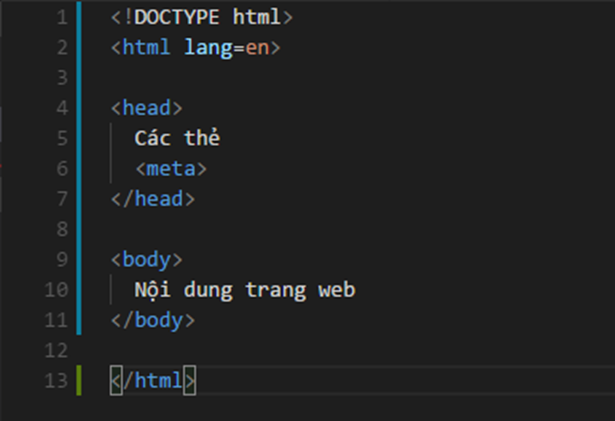 1 <!DOCTYPE html>
2 <html lang=en>
3
4 <head>
5 Các thẻ
6 <meta>
7 </head>
8
9 <body>
10 Nội dung trang web
11 </body>
12
13 </html>